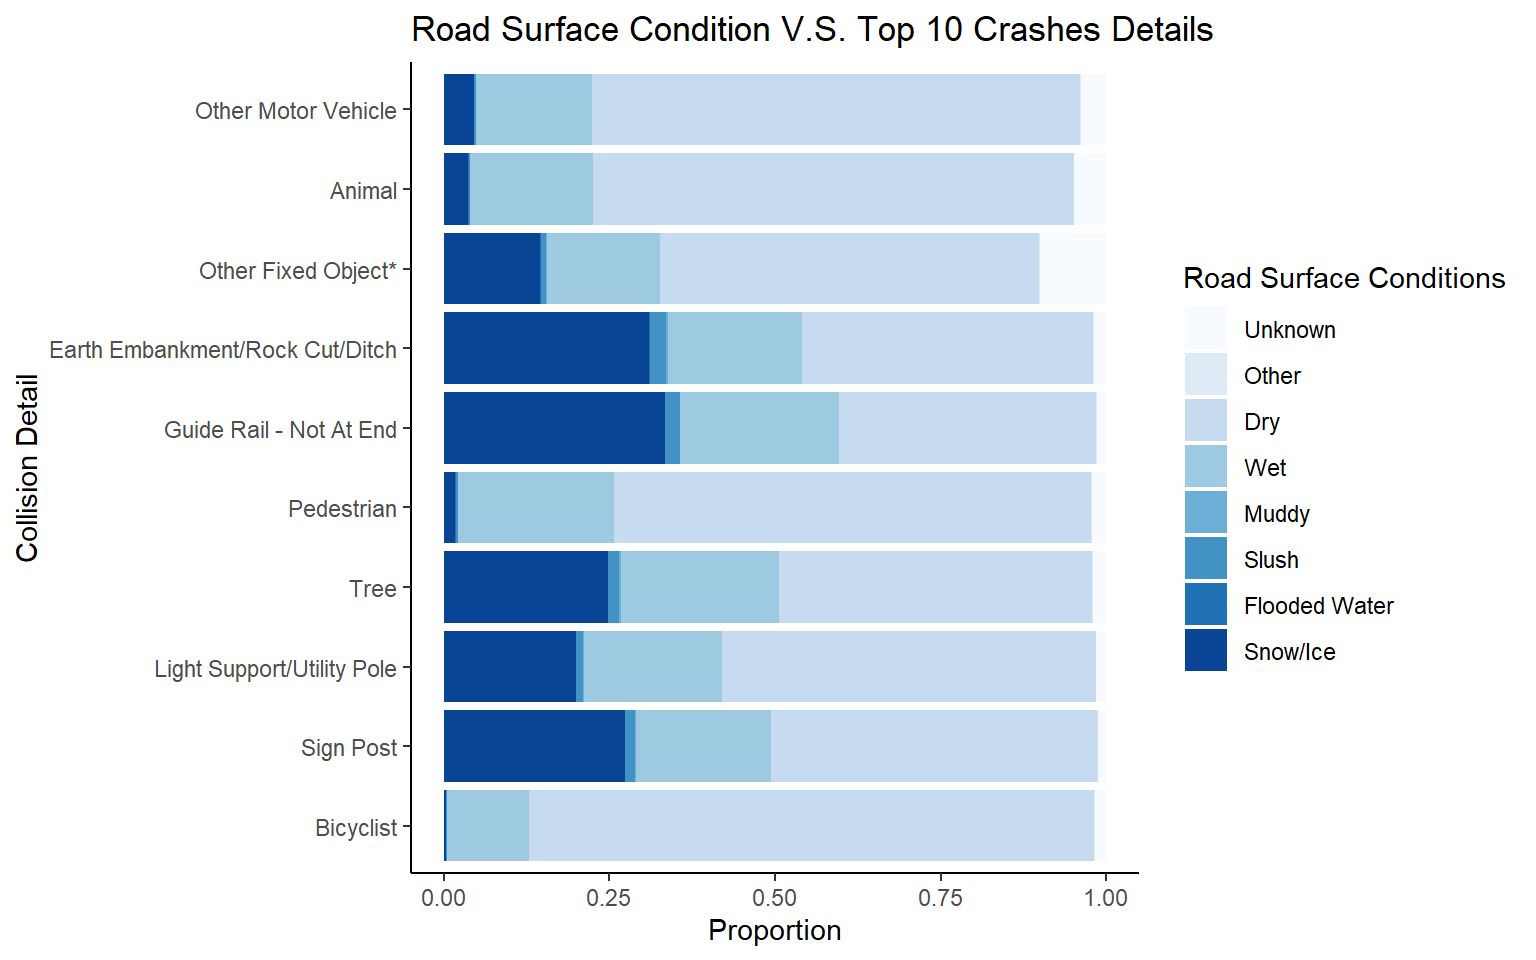 Road Surface Condition V.S. Top 10 Crashes Details
Other Motor Vehicle
Animal
Other Fixed Object*
Earth Embankment/Rock Cut/Ditch
Guide Rail - Not At End
Pedestrian
Tree
Light Support/Utility Pole
Sign Post
Bicyclist
Collision Detail
0.00 0.25 0.50 0.75 1.00
Proportion
Road Surface Conditions
Unknown
Other
Dry
Wet
Muddy
Slush
Flooded Water
Snow/Ice